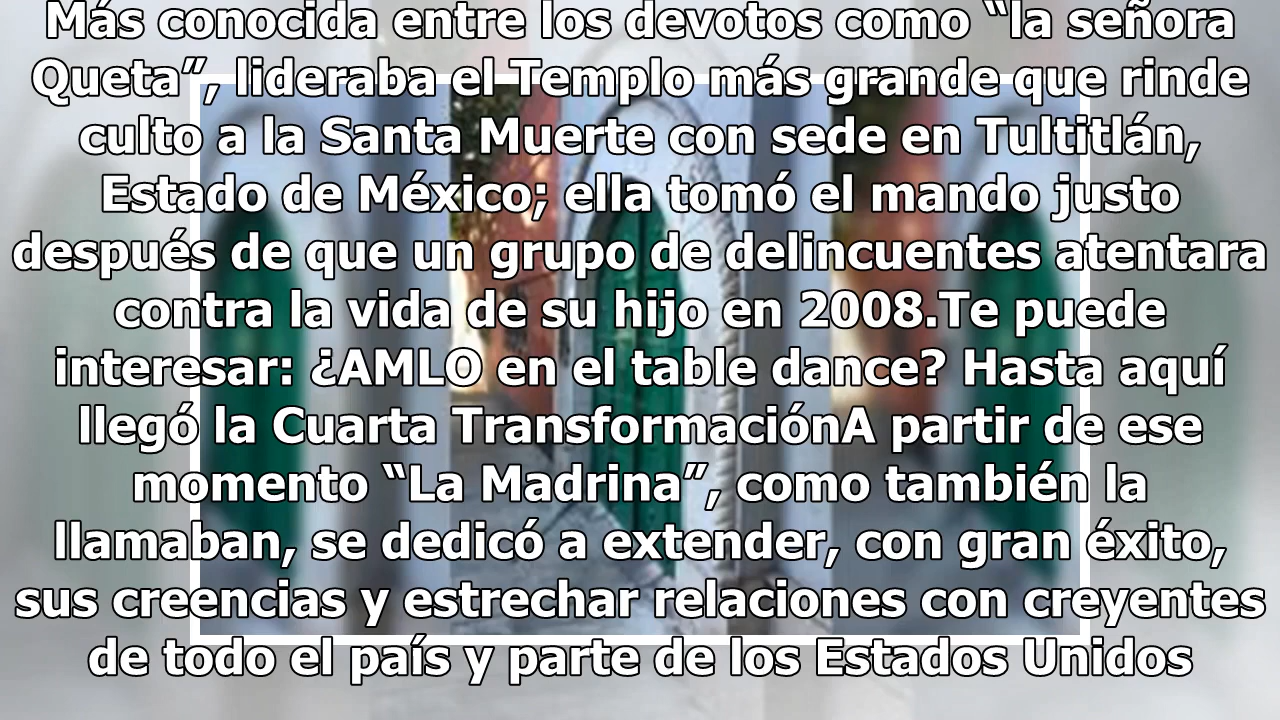 Más conocida entre los devotos como “la señora
Queta”, lideraba el Templo más grande que rinde
culto a la Santa Muerte con sede en Tultitlán,
Estado de México; ella tomó el mando justo
después de que un grupo de delincuentes atentara
contra la vida de su hijo en 2008.Te puede
interesar: ¿AMLO en el table dance? Hasta aquí
llegó la Cuarta TransformaciónA partir de ese
momento “La Madrina”, como también la
llamaban, se dedicó a extender, con gran éxito,
sus creencias y estrechar relaciones con creyentes
de todo el país y parte de los Estados Unidos